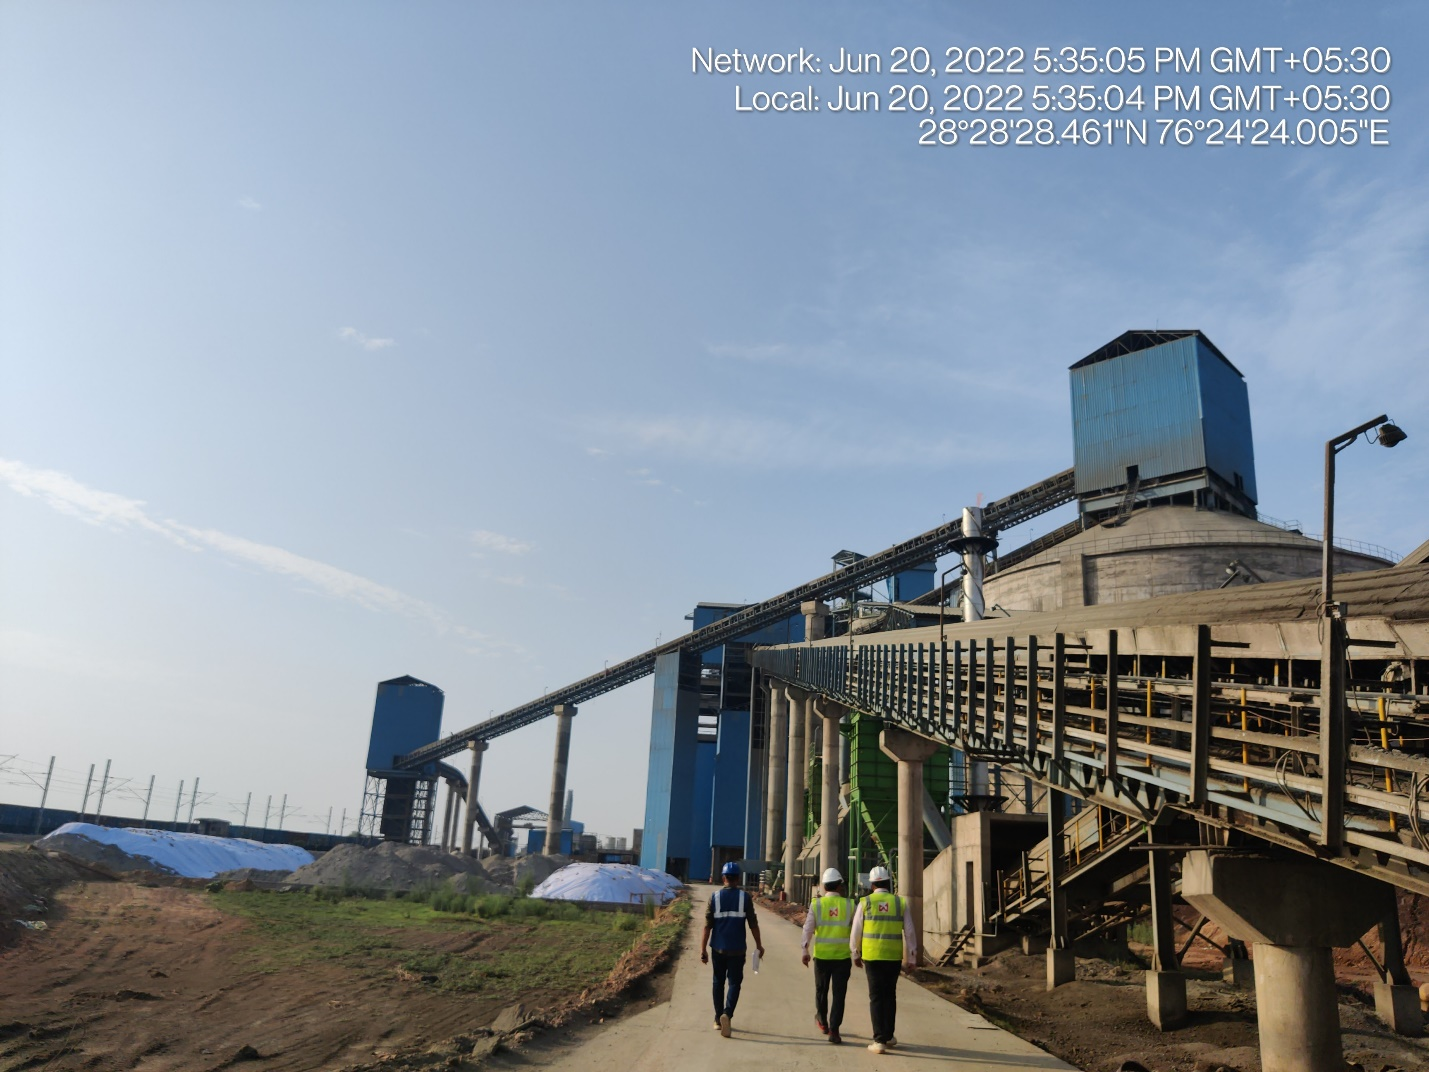 Network: Jun 20, 2022 5:35:05 PM GMT+05:30
Local: Jun 20, 2022 5:35:04 PM GMT+05:30
28°28'28.461"N 76°24'24.005"E